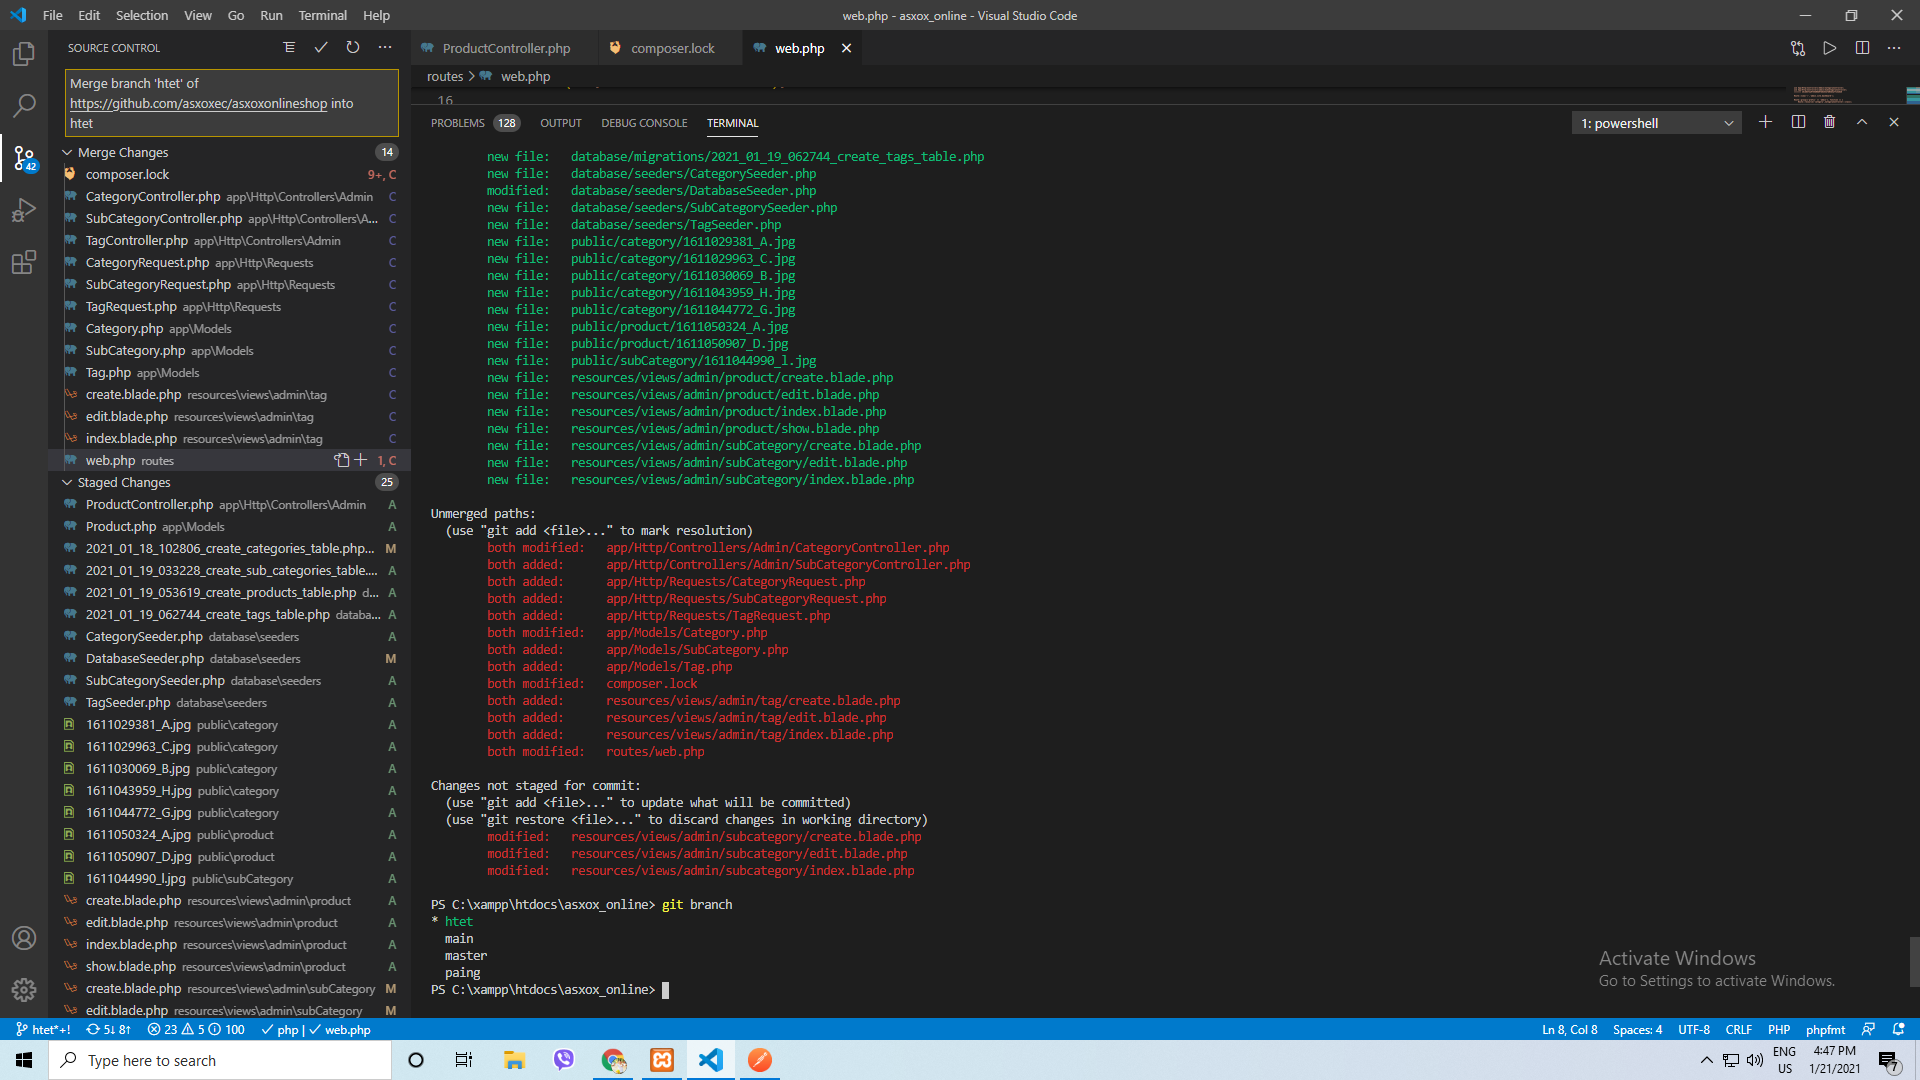 File Edit Selection View Go Run Terminal Help
web.php - asxox_online - Visual Studio Code
SOURCE CONTROL
Merge branch 'htet' of
https://github.com/asxoxec/asxoxonlineshop into
htet
Merge Changes 14
composer.lock 9+, C
CategoryController.php app\Http\Controllers\Admin C
SubCategoryController.php app\Http\Controllers\A... C
TagController.php app\Http\Controllers\Admin C
CategoryRequest.php app\Http\Requests C
SubCategoryRequest.php app\Http\Requests C
TagRequest.php app\Http\Requests C
Category.php app\Models C
SubCategory.php app\Models C
Tag.php app\Models C
create.blade.php resources\views\admin\tag C
edit.blade.php resources\views\admin\tag C
index.blade.php resources\views\admin\tag C
web.php routes 1, C
Staged Changes 25
ProductController.php app\Http\Controllers\Admin A
Product.php app\Models A
2021_01_18_102806_create_categories_table.php... M
2021_01_19_033228_create_sub_categories_table.... A
2021_01_19_053619_create_products_table.php d... A
2021_01_19_062744_create_tags_table.php databa... A
CategorySeeder.php database\seeders A
DatabaseSeeder.php database\seeders M
SubCategorySeeder.php database\seeders A
TagSeeder.php database\seeders A
1611029381_A.jpg public\category A
1611029963_C.jpg public\category A
1611030069_B.jpg public\category A
1611043959_H.jpg public\category A
1611044772_G.jpg public\category A
1611050324_A.jpg public\product A
1611050907_D.jpg public\product A
1611044990_l.jpg public\subCategory A
create.blade.php resources\views\admin\product A
edit.blade.php resources\views\admin\product A
index.blade.php resources\views\admin\product A
show.blade.php resources\views\admin\product A
create.blade.php resources\views\admin\subCategory M
edit.blade.php resources\views\admin\subCategory M
42
ProductController.php composer.lock web.php
routes > web.php
16
PROBLEMS 128 OUTPUT DEBUG CONSOLE TERMINAL
1: powershell
new file: database/migrations/2021_01_19_062744_create_tags_table.php
new file: database/seeders/CategorySeeder.php
modified: database/seeders/DatabaseSeeder.php
new file: database/seeders/SubCategorySeeder.php
new file: database/seeders/TagSeeder.php
new file: public/category/1611029381_A.jpg
new file: public/category/1611029963_C.jpg
new file: public/category/1611030069_B.jpg
new file: public/category/1611043959_H.jpg
new file: public/category/1611044772_G.jpg
new file: public/product/1611050324_A.jpg
new file: public/product/1611050907_D.jpg
new file: public/subCategory/1611044990_l.jpg
new file: resources/views/admin/product/create.blade.php
new file: resources/views/admin/product/edit.blade.php
new file: resources/views/admin/product/index.blade.php
new file: resources/views/admin/product/show.blade.php
new file: resources/views/admin/subCategory/create.blade.php
new file: resources/views/admin/subCategory/edit.blade.php
new file: resources/views/admin/subCategory/index.blade.php
Unmerged paths:
(use "git add <file>..." to mark resolution)
both modified: app/Http/Controllers/Admin/CategoryController.php
both added: app/Http/Controllers/Admin/SubCategoryController.php
both added: app/Http/Requests/CategoryRequest.php
both added: app/Http/Requests/SubCategoryRequest.php
both added: app/Http/Requests/TagRequest.php
both modified: app/Models/Category.php
both added: app/Models/SubCategory.php
both added: app/Models/Tag.php
both modified: composer.lock
both added: resources/views/admin/tag/create.blade.php
both added: resources/views/admin/tag/edit.blade.php
both added: resources/views/admin/tag/index.blade.php
both modified: routes/web.php
Changes not staged for commit:
(use "git add <file>..." to update what will be committed)
(use "git restore <file>..." to discard changes in working directory)
modified: resources/views/admin/subcategory/create.blade.php
modified: resources/views/admin/subcategory/edit.blade.php
modified: resources/views/admin/subcategory/index.blade.php
PS C:\xampp\htdocs\asxox_online> git branch
* htet
main
master
paing
PS C:\xampp\htdocs\asxox_online>
Activate Windows
Go to Settings to activate Windows.
htet*+! 5↓ 8↑ 23 5 100 php | web.php
Ln 8, Col 8 Spaces: 4 UTF-8 CRLF PHP phpfmt
Type here to search
ENG
US
4:47 PM
1/21/2021
7